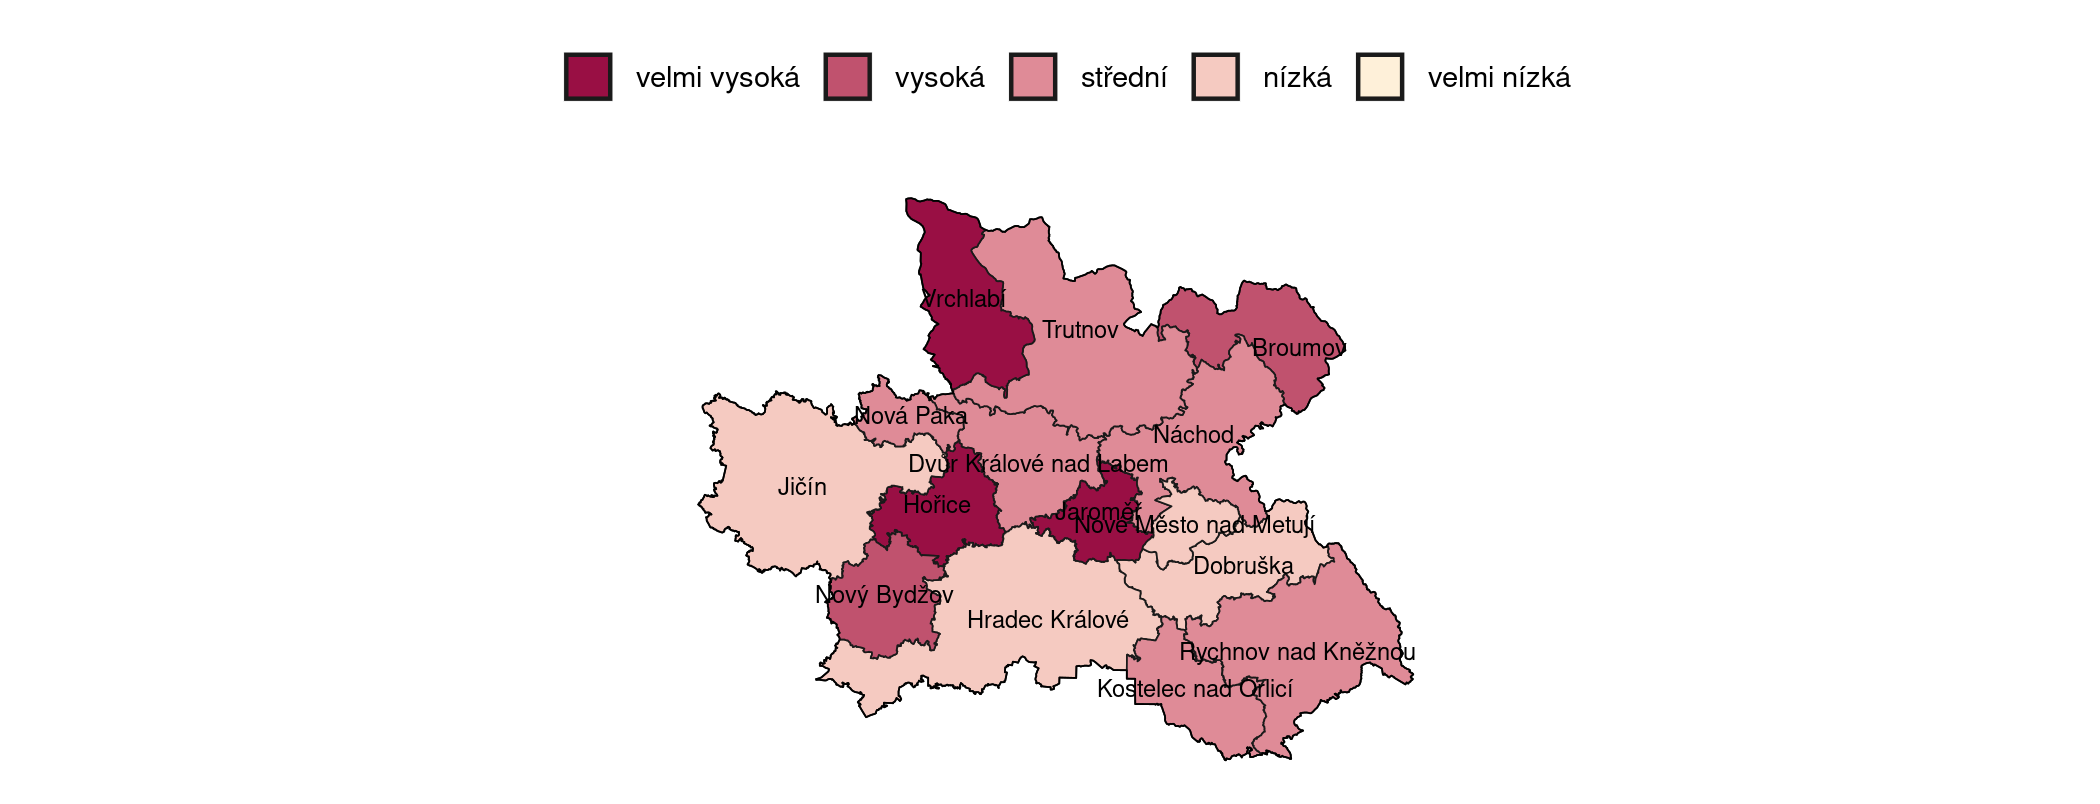 velmi vysoká vysoká střední nízká velmi nízká
Vrchlabí
Trutnov
Broumov
Nová Paka
Náchod
Dvůr Králové nad Labem
Jičín
Hořice
Jaroměř
Nové Město nad Metují
Dobruška
Nový Bydžov
Hradec Králové
Rychnov nad Kněžnou
Kostelec nad Orlicí